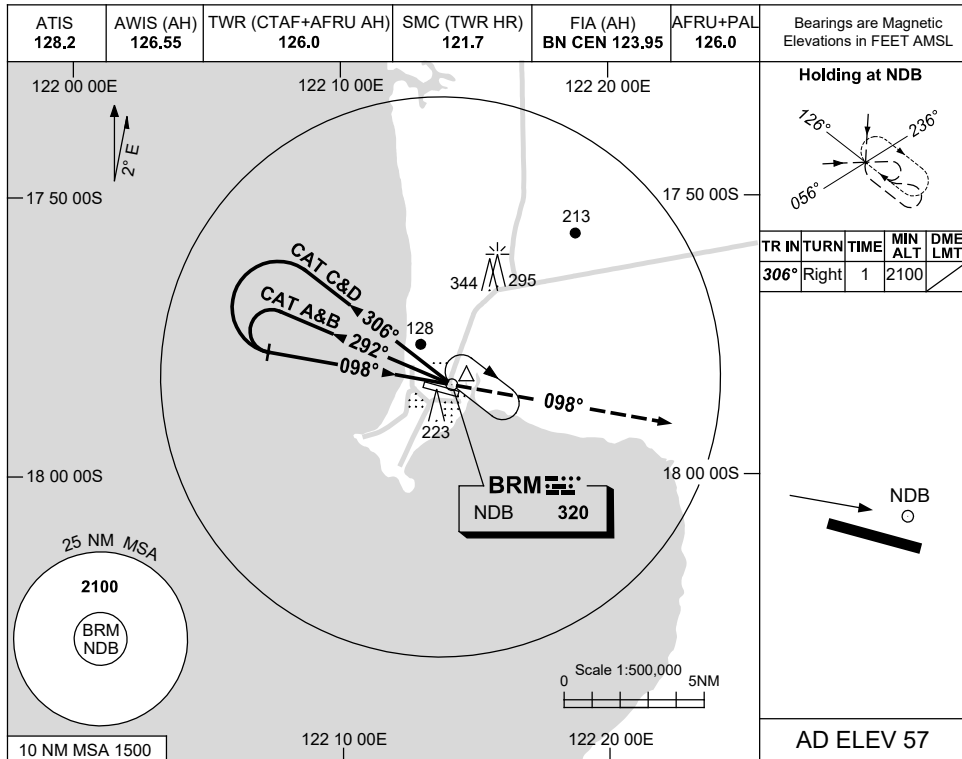 ATIS
128.2
AWIS (AH)
126.55
TWR (CTAF+AFRU AH)
126.0
SMC (TWR HR)
121.7
FIA (AH)
BN CEN 123.95
AFRU+PAL
126.0
Bearings are Magnetic
Elevations in FEET AMSL
122 00 00E
122 10 00E
122 20 00E
2° E
17 50 00S
17 50 00S
213
344
295
CAT C&D
306°
CAT A&B
292°
128
098°
098°
223
18 00 00S
18 00 00S
BRM
NDB 320
25 NM MSA
2100
BRM
NDB
Scale 1:500,000
0 5NM
10 NM MSA 1500
122 10 00E
122 20 00E
Holding at NDB
126°
236°
056°
TR IN TURN TIME MIN ALT DME LMT
306° Right 1 2100
NDB
AD ELEV 57